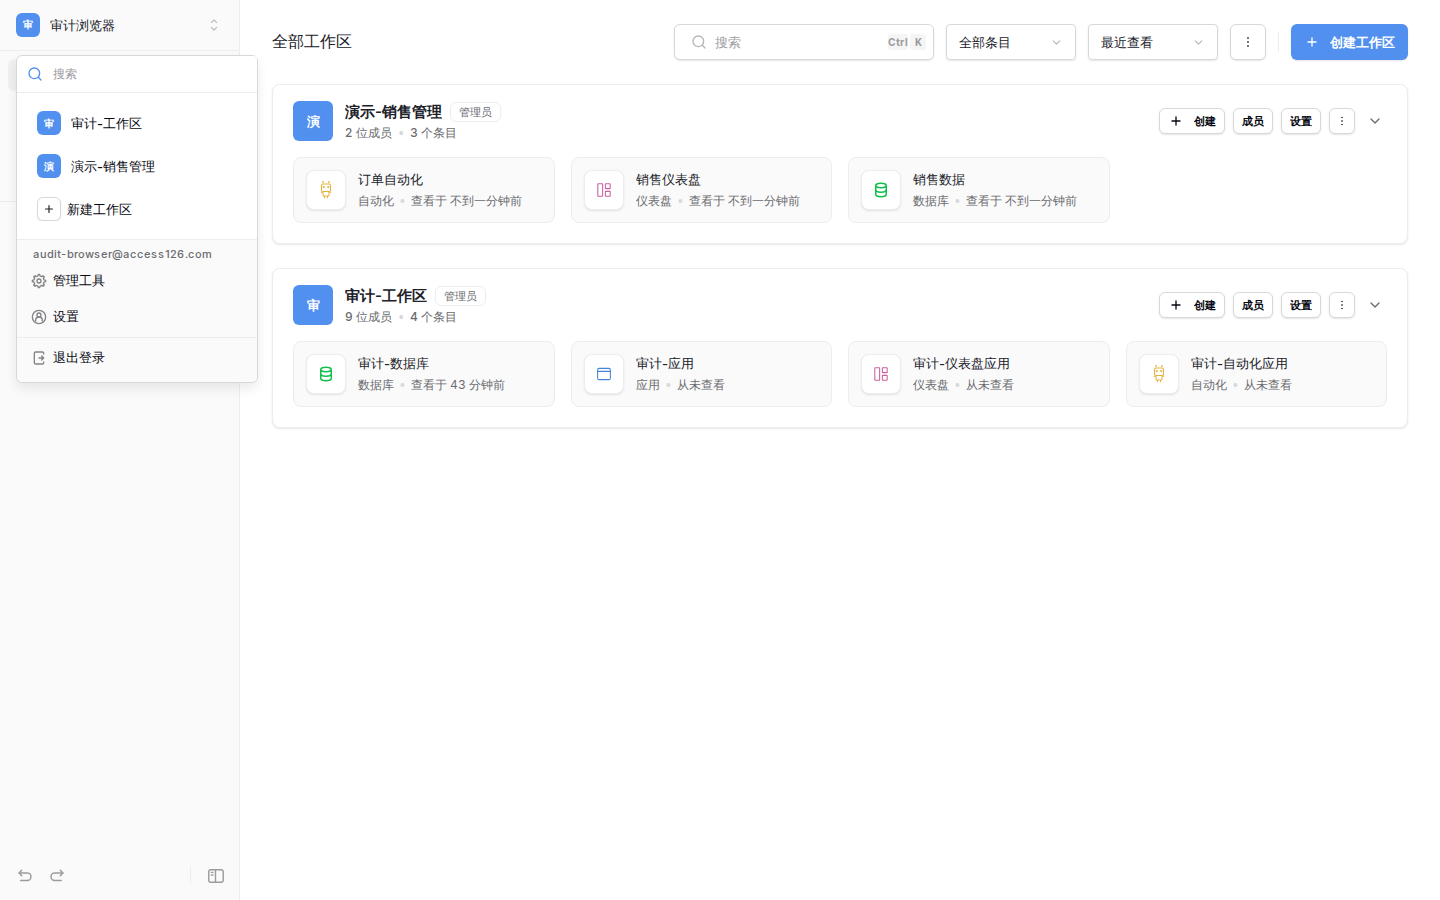 审 审计浏览器
搜索
审 审计-工作区
演 演示-销售管理
新建工作区
audit-browser@access126.com
管理工具
设置
退出登录
全部工作区
搜索 Ctrl K
全部条目
最近查看
创建工作区
演 演示-销售管理 管理员
2 位成员 3 个条目
创建 成员 设置
订单自动化
自动化 查看于 不到一分钟前
销售仪表盘
仪表盘 查看于 不到一分钟前
销售数据
数据库 查看于 不到一分钟前
审 审计-工作区 管理员
9 位成员 4 个条目
创建 成员 设置
审计-数据库
数据库 查看于 43 分钟前
审计-应用
应用 从未查看
审计-仪表盘应用
仪表盘 从未查看
审计-自动化应用
自动化 从未查看